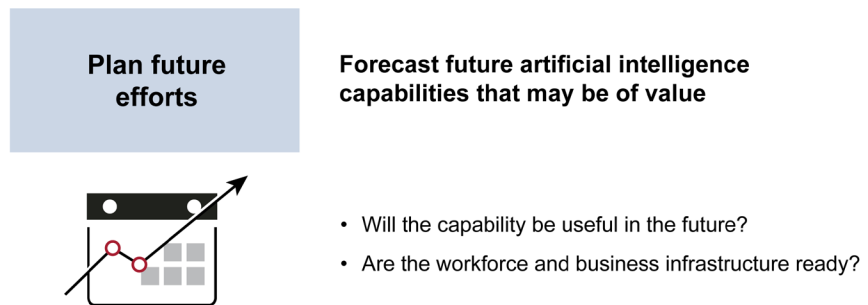 Plan future
efforts
Forecast future artificial intelligence
capabilities that may be of value
• Will the capability be useful in the future?
• Are the workforce and business infrastructure ready?